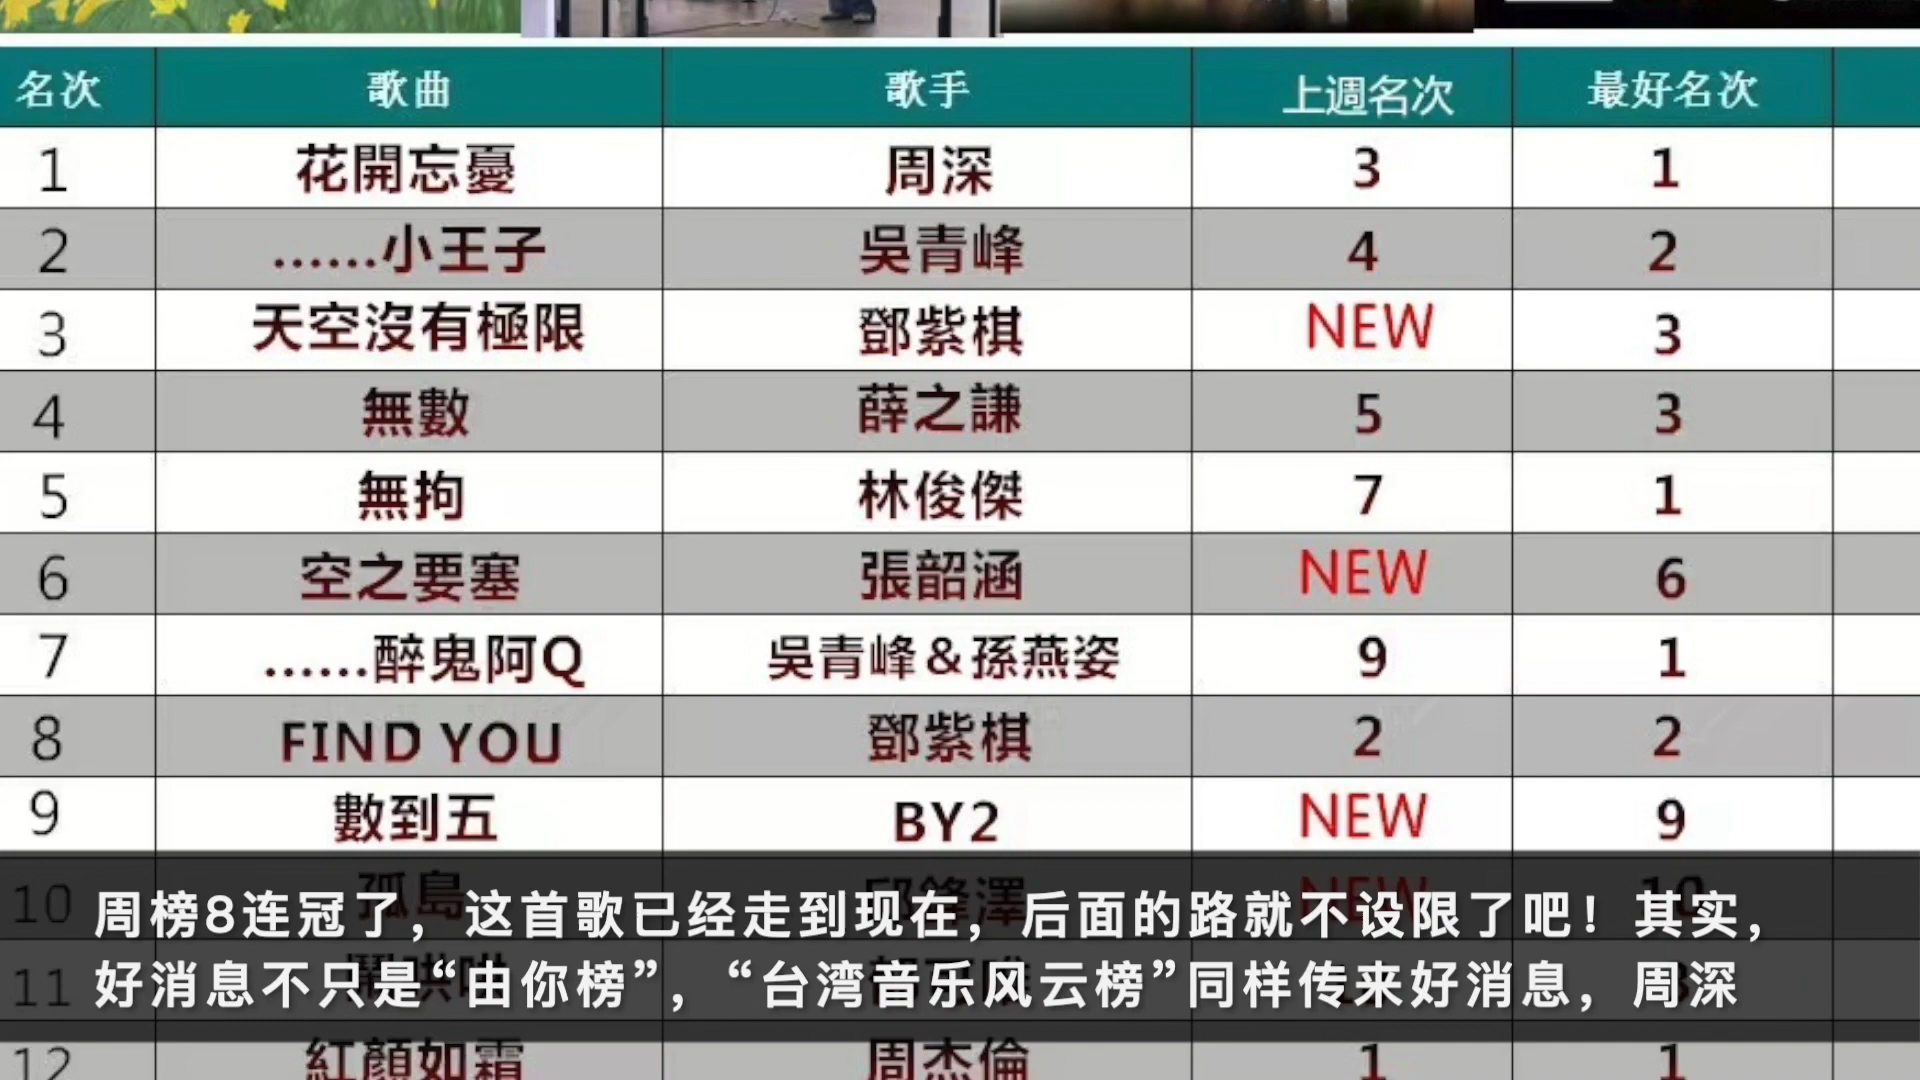 名次 歌曲 歌手 上週名次 最好名次
1 花開忘憂 周深 3 1
2 ……小王子 吳青峰 4 2
3 天空沒有極限 鄧紫棋 NEW 3
4 無數 薛之謙 5 3
5 無拘 林俊傑 7 1
6 空之要塞 張韶涵 NEW 6
7 ……醉鬼阿Q 吳青峰&孫燕姿 9 1
8 FIND YOU 鄧紫棋 2 2
9 數到五 BY2 NEW 9
10 孤島 邱鋒澤 NEW 10
周榜8连冠了，这首歌已经走到现在，后面的路就不设限了吧！其实，
11
好消息不只是“由你榜”，“台湾音乐风云榜”同样传来好消息，周深
12 紅顏如霜 周杰倫 1 1